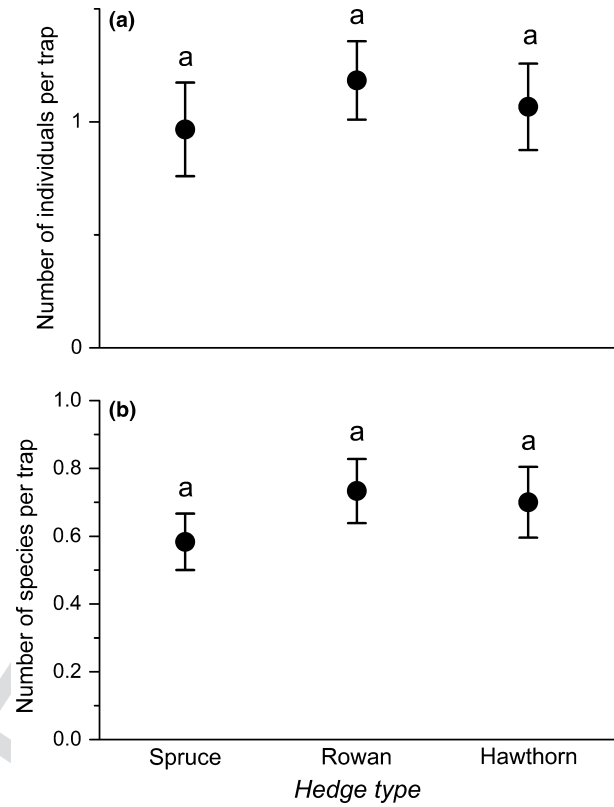 (a)
a
a
a
Number of individuals per trap
1
0
(b)
a
a
a
Number of species per trap
1.0
0.8
0.6
0.4
0.2
0.0
Spruce Rowan Hawthorn
Hedge type